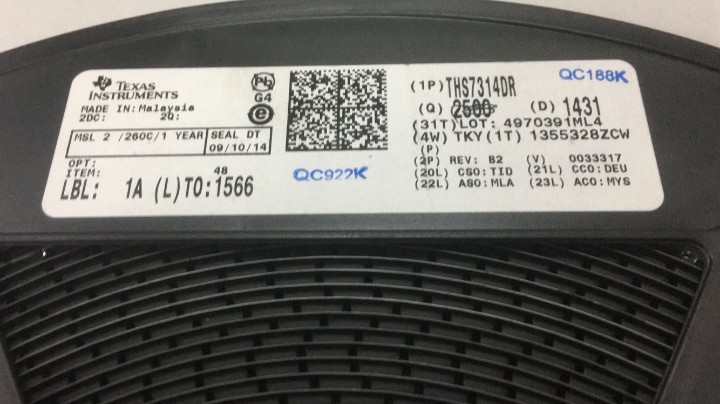 TEXAS
INSTRUMENTS
MADE IN: Malaysia
2DC: 2Q:
MSL 2 /260C/1 YEAR SEAL DT
09/10/14
OPT:
ITEM: 48
LBL: 1A (L)TO:1566
Pb
G4
e
QC922K
QC188K
(1P) THS7314DR
(Q) 2500 (D) 1431
(31T)LOT: 4970391ML4
(4W) TKY(1T) 1355328ZCW
(P)
(2P) REV: B2 (V) 0033317
(20L) CSO:TID (21L) CCO:DEU
(22L) ASO:MLA (23L) ACO:MYS